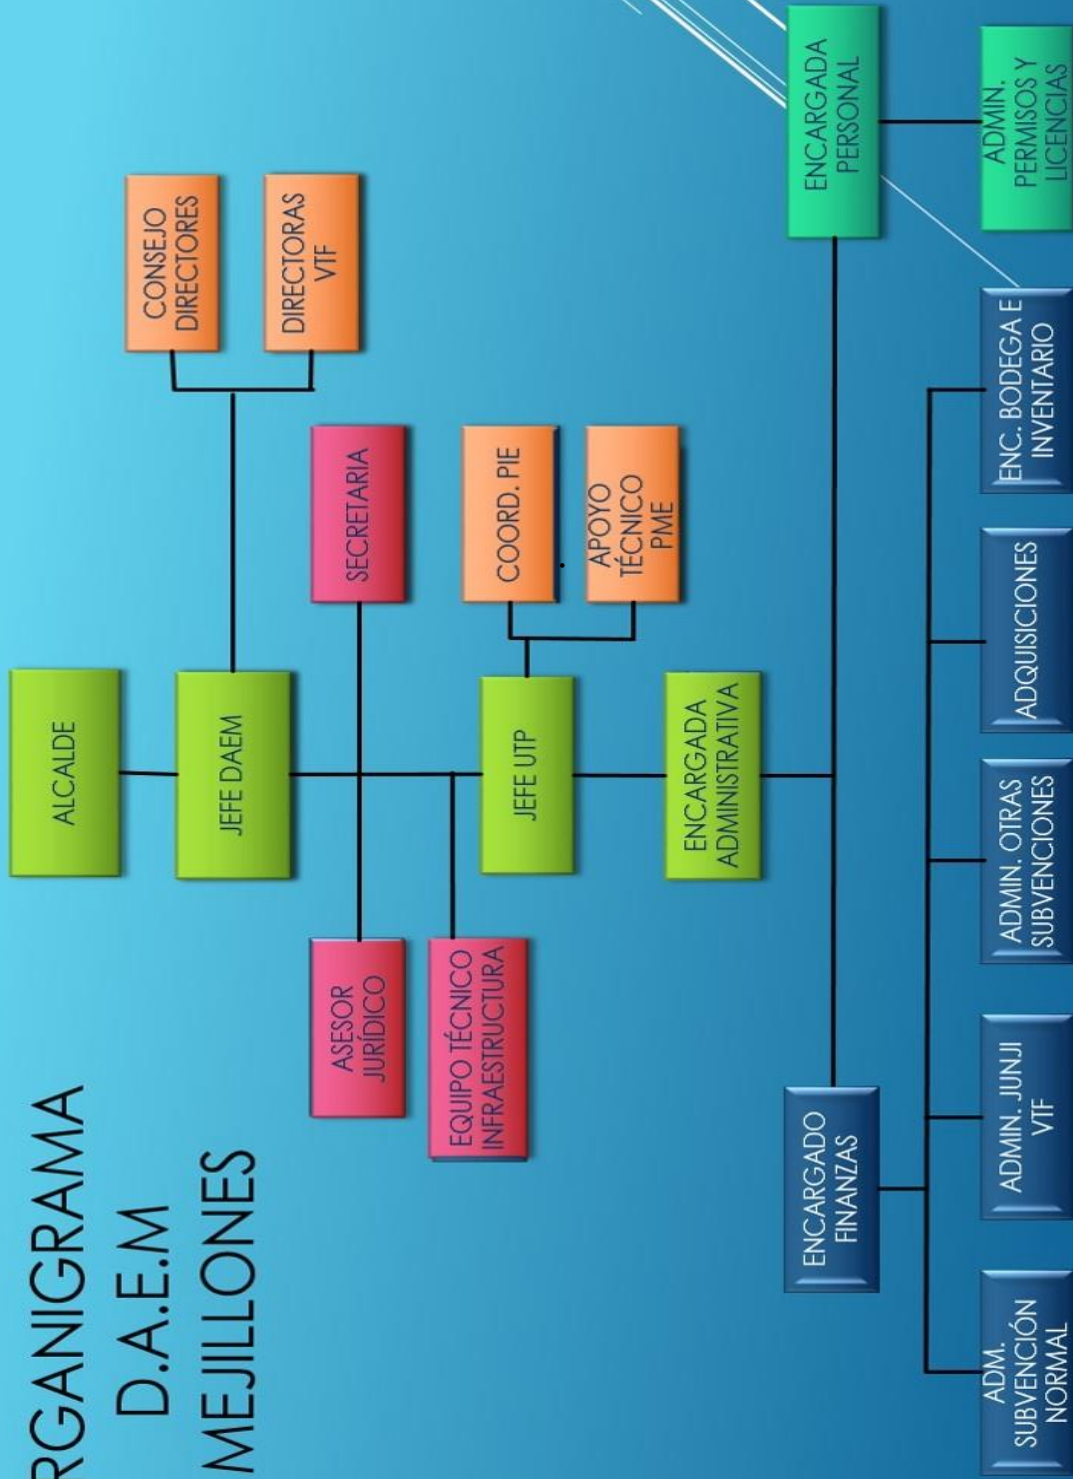 RGANIGRAMA
D.A.E.M
MEJILLONES
ALCALDE
JEFE DAEM
CONSEJO
DIRECTORES
DIRECTORAS
VTF
ASESOR
JURÍDICO
SECRETARIA
EQUIPO TÉCNICO
INFRAESTRUCTURA
JEFE UTP
COORD. PIE
APOYO
TÉCNICO
PME
ENCARGADA
ADMINISTRATIVA
ENCARGADO
FINANZAS
ENCARGADA
PERSONAL
ADM.
SUBVENCIÓN
NORMAL
ADMIN. JUNJI
VTF
ADMIN. OTRAS
SUBVENCIONES
ADQUISICIONES
ENC. BODEGA E
INVENTARIO
ADMIN.
PERMISOS Y
LICENCIAS